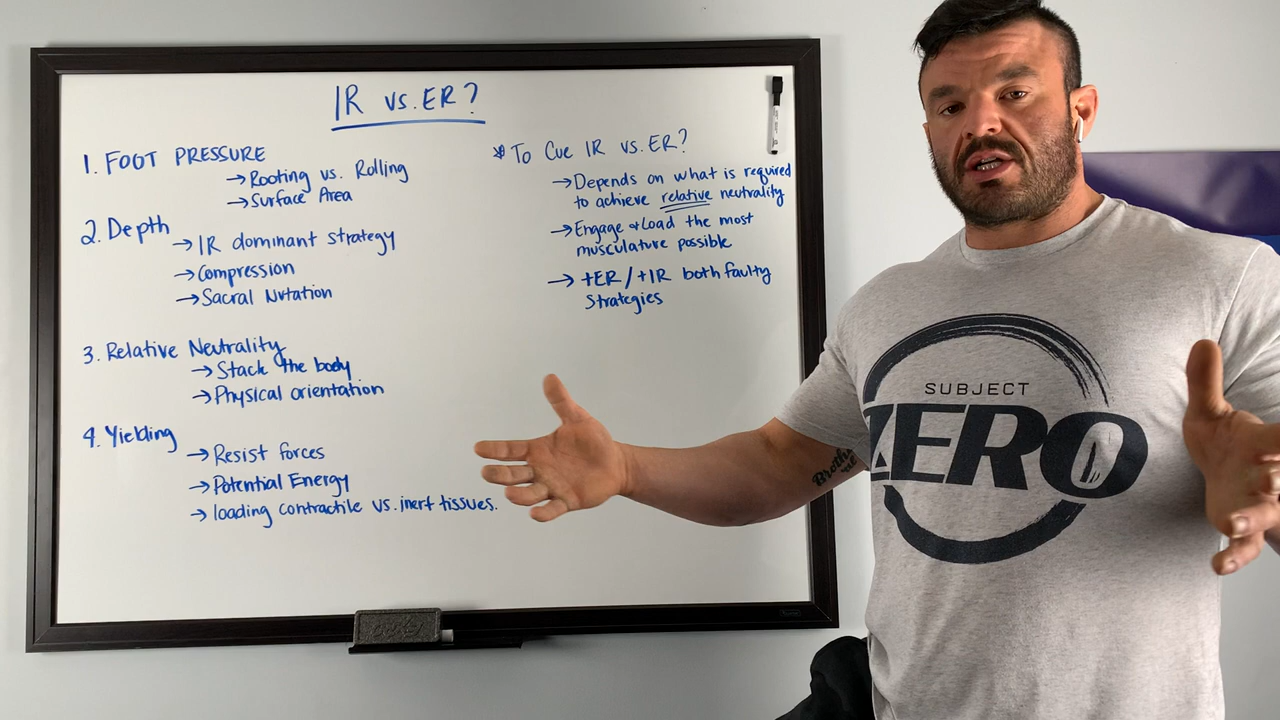 IR vs. ER?
1. FOOT PRESSURE
→ Rooting vs. Rolling
→ Surface Area
2. Depth
→ IR dominant strategy
→ Compression
→ Sacral Nutation
3. Relative Neutrality
→ Stack the body
→ Physical orientation
4. Yielding
→ Resist forces
→ Potential Energy
→ loading contractile vs. inert tissues.
* To Cue IR vs. ER?
→ Depends on what is required
to achieve relative neutrality
→ Engage & Load the most
musculature possible
→ +ER / +IR both faulty
Strategies
SUBJECT
ZERO